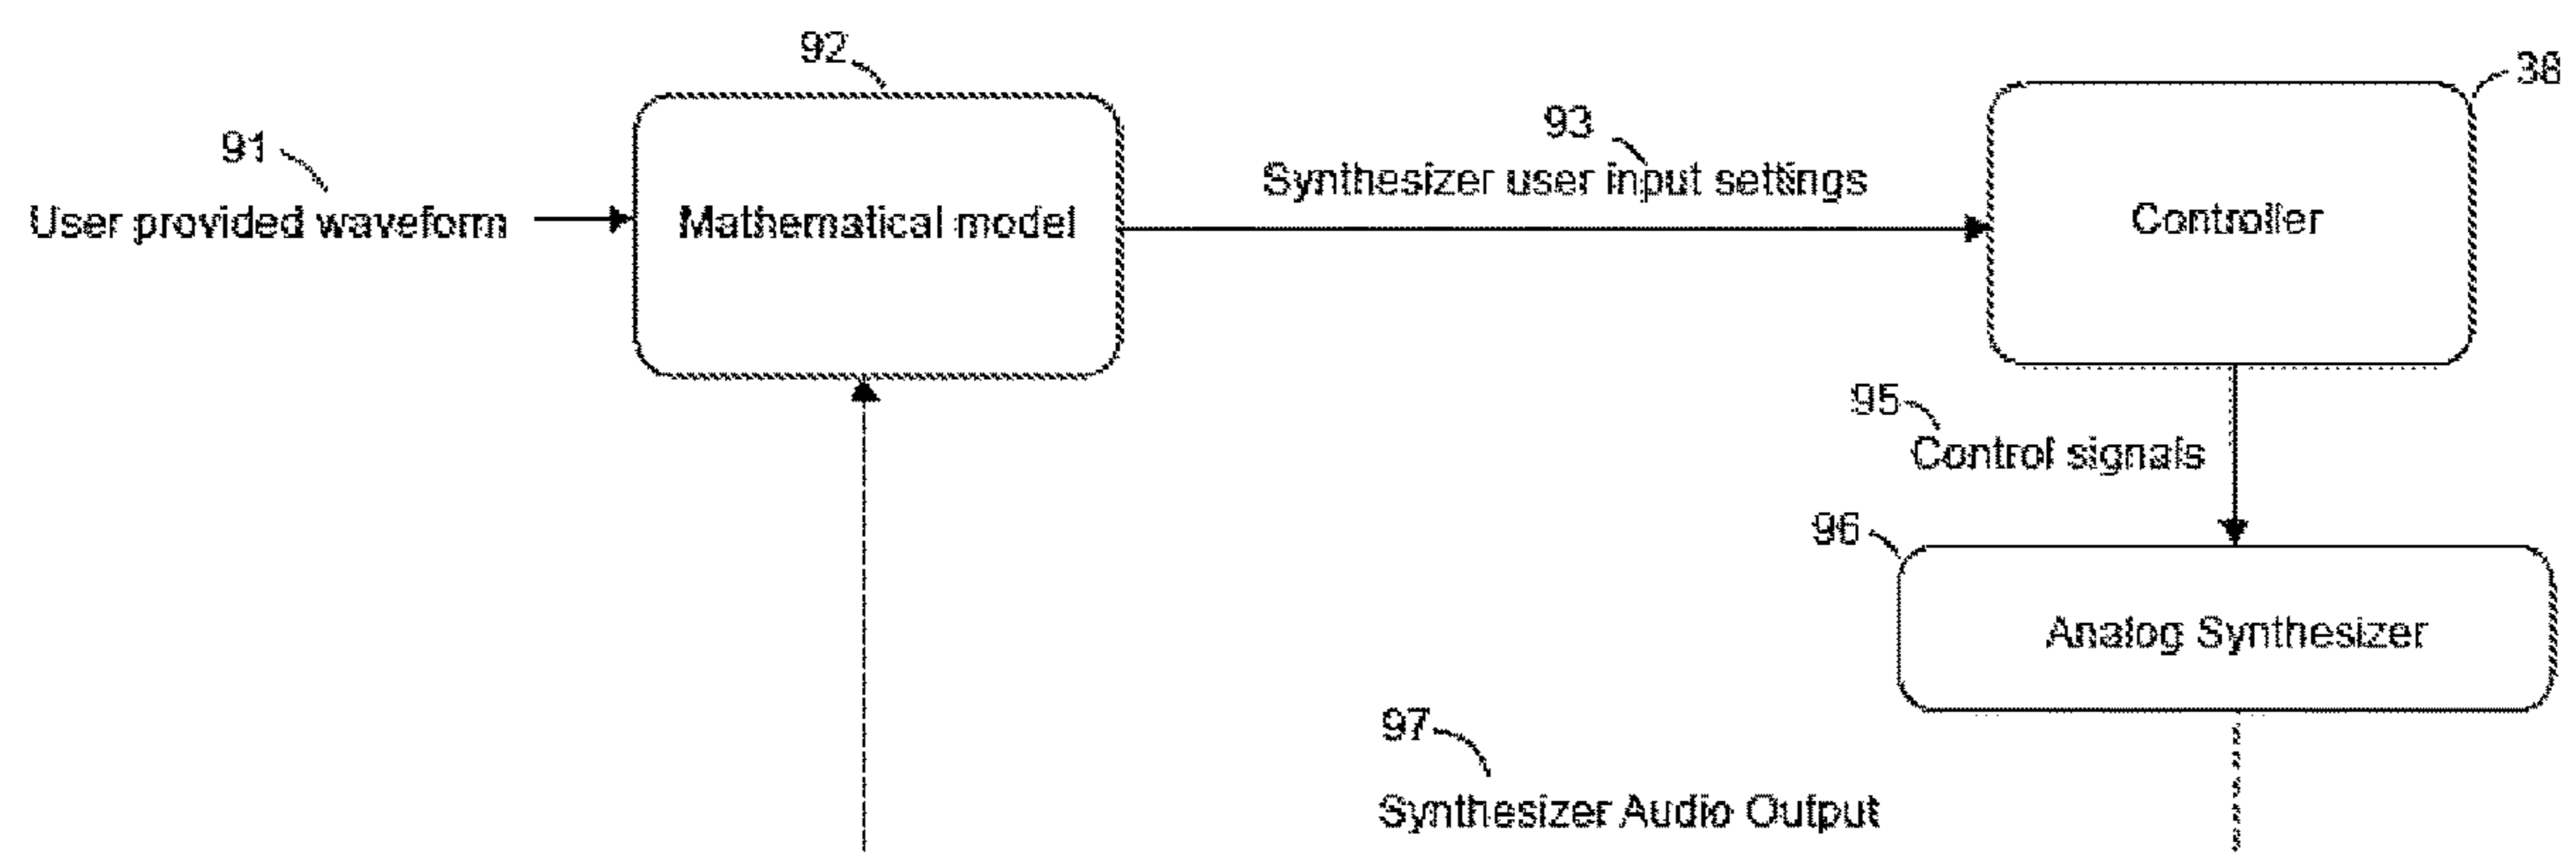 92
38
91
93
User provided waveform
Mathematical model
Synthesizer user input settings
Controller
95
Control signals
96
Analog Synthesizer
97
Synthesizer Audio Output